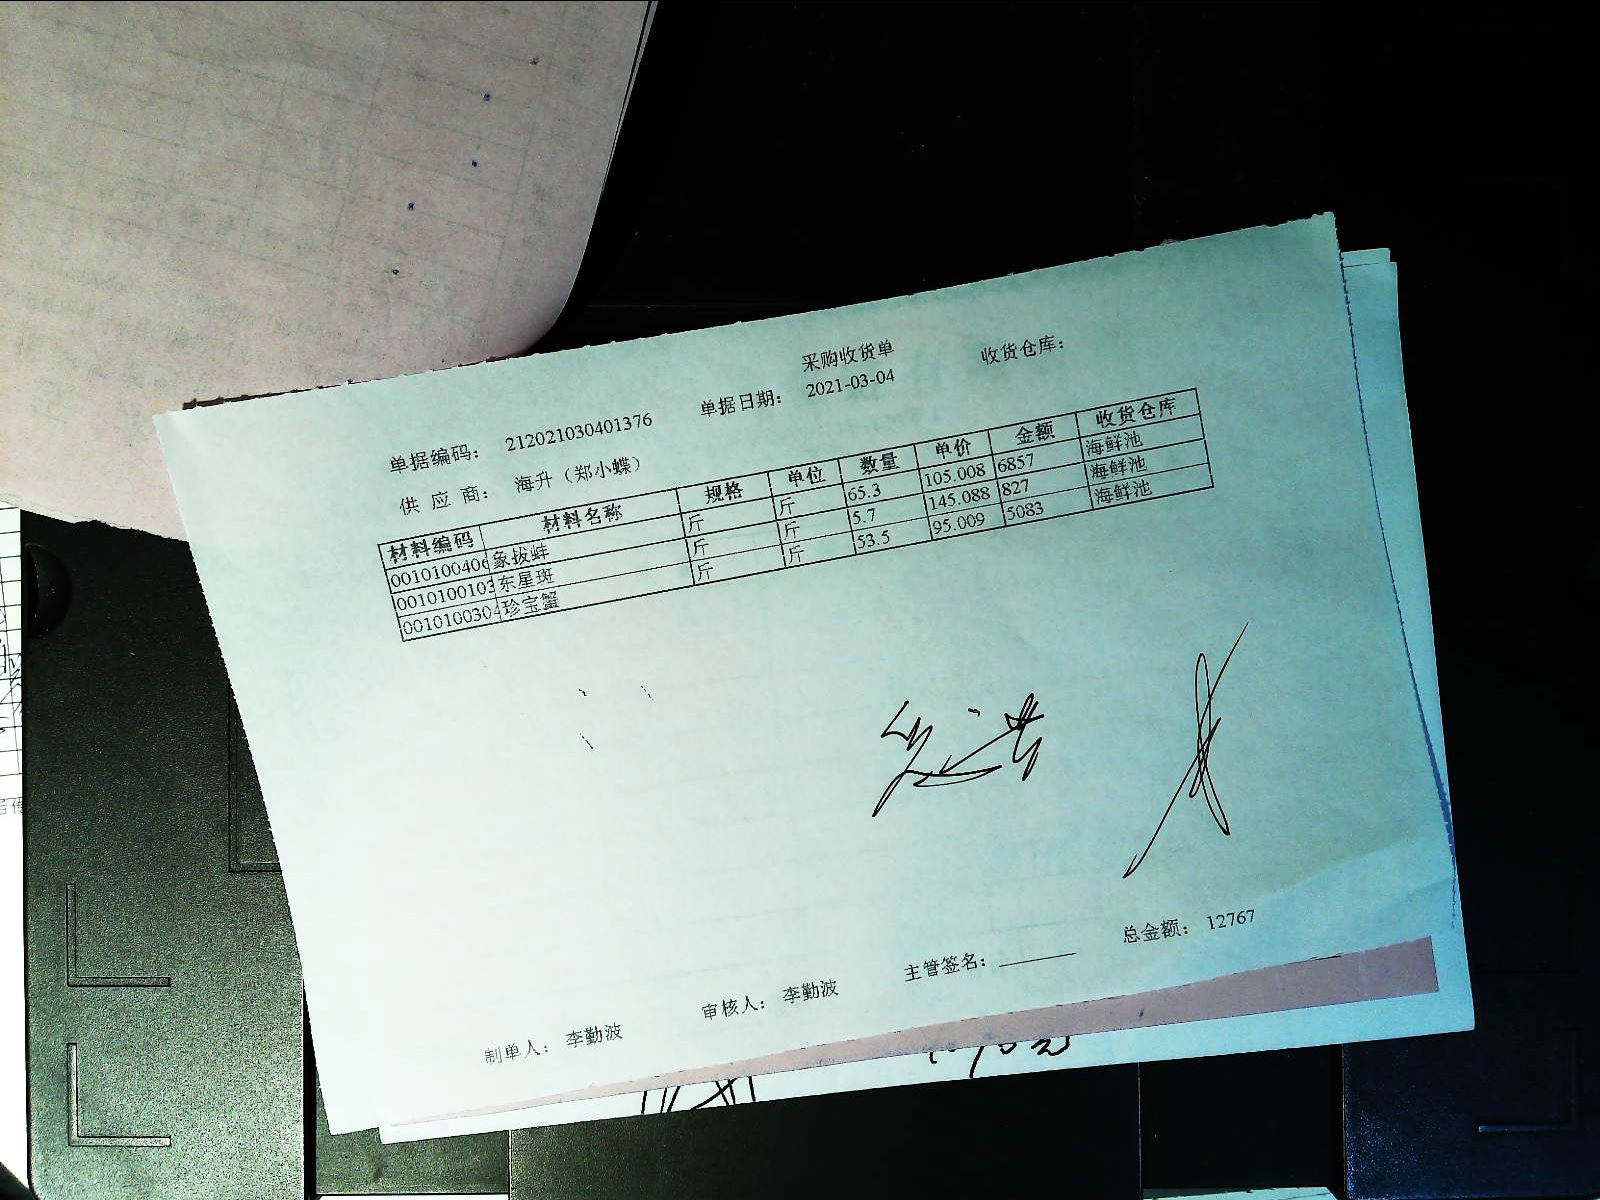 采购收货单
单据编码： 212021030401376 单据日期： 2021-03-04 收货仓库：
供 应 商： 海升（郑小蝶）
材料编码 材料名称 规格 单位 数量 单价 金额 收货仓库
0010100406 象拔蚌 斤 斤 65.3 105.008 6857 海鲜池
0010100103 东星斑 斤 斤 5.7 145.088 827 海鲜池
001010030 珍宝蟹 斤 斤 53.5 95.009 5083 海鲜池
总金额： 12767
制单人： 李勤波 审核人： 李勤波 主管签名：